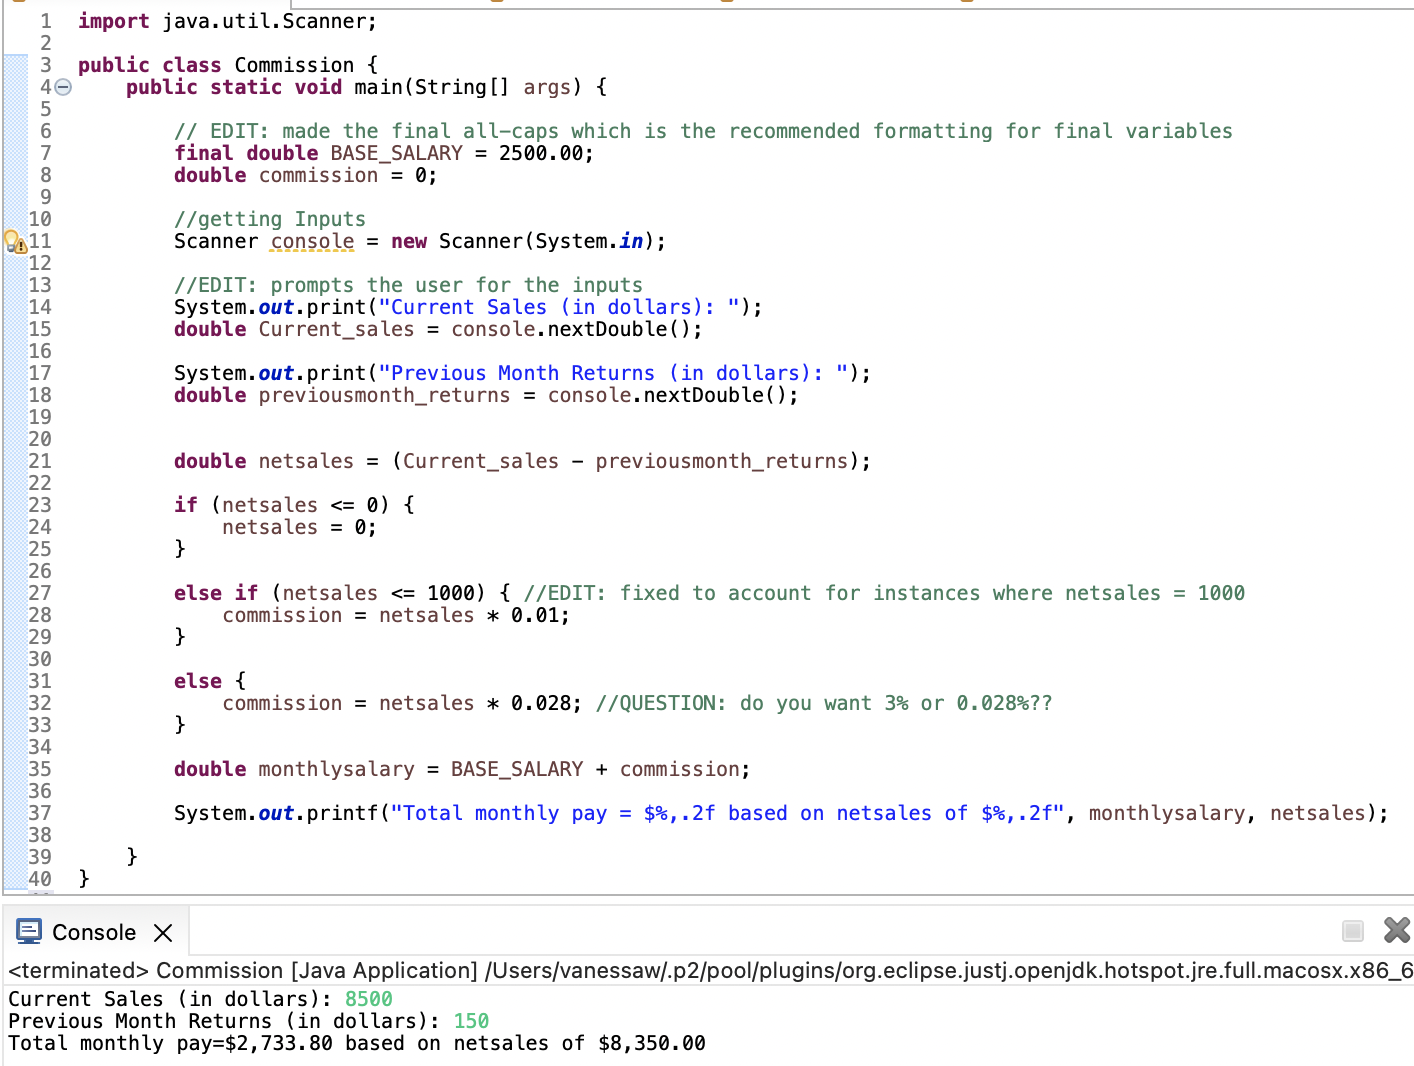 1 import java.util.Scanner;
2
3 public class Commission {
4 public static void main(String[] args) {
5
6 // EDIT: made the final all-caps which is the recommended formatting for final variables
7 final double BASE_SALARY = 2500.00;
8 double commission = 0;
9
10 //getting Inputs
11 Scanner console = new Scanner(System.in);
12
13 //EDIT: prompts the user for the inputs
14 System.out.print("Current Sales (in dollars): ");
15 double Current_sales = console.nextDouble();
16
17 System.out.print("Previous Month Returns (in dollars): ");
18 double previousmonth_returns = console.nextDouble();
19
20
21 double netsales = (Current_sales - previousmonth_returns);
22
23 if (netsales <= 0) {
24 netsales = 0;
25 }
26
27 else if (netsales <= 1000) { //EDIT: fixed to account for instances where netsales = 1000
28 commission = netsales * 0.01;
29 }
30
31 else {
32 commission = netsales * 0.028; //QUESTION: do you want 3% or 0.028%??
33 }
34
35 double monthlysalary = BASE_SALARY + commission;
36
37 System.out.printf("Total monthly pay = $%,.2f based on netsales of $%,.2f", monthlysalary, netsales);
38
39 }
40 }
Console
<terminated> Commission [Java Application] /Users/vanessaw/.p2/pool/plugins/org.eclipse.justj.openjdk.hotspot.jre.full.macosx.x86_6
Current Sales (in dollars): 8500
Previous Month Returns (in dollars): 150
Total monthly pay=$2,733.80 based on netsales of $8,350.00